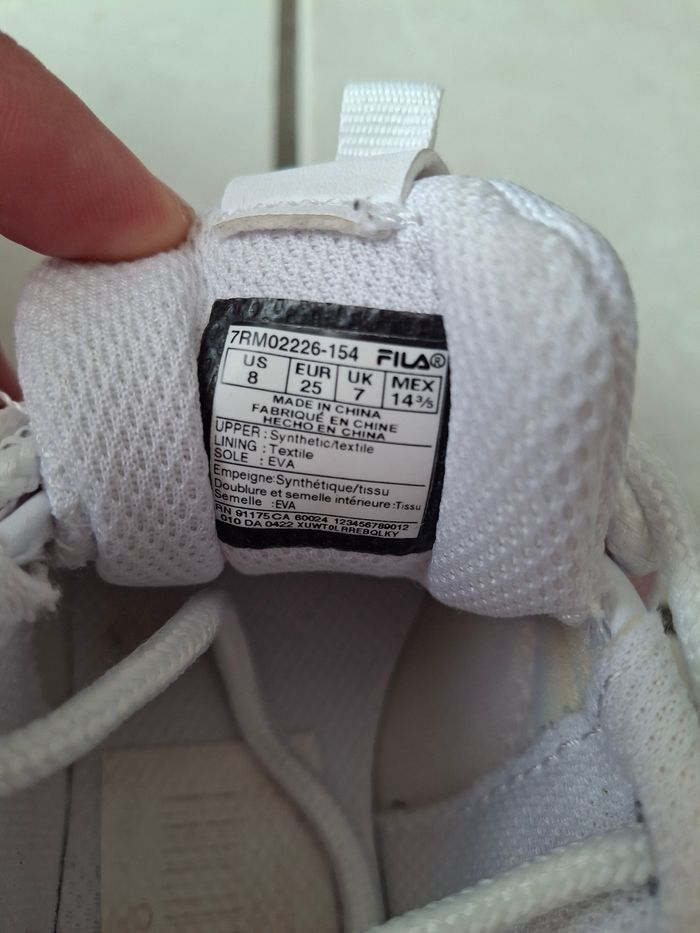 7RM02226-154 FILA®
US EUR UK MEX
8 25 7 14 3/5
MADE IN CHINA
FABRIQUÉ EN CHINE
HECHO EN CHINA
UPPER : Synthetic/textile
LINING : Textile
SOLE : EVA
Empeigne:Synthétique/tissu
Doublure et semelle intérieure :Tissu
Semelle :EVA
RN 91175 CA 60024 123456789012
010 DA 0422 XUWT0LRREBQLKY